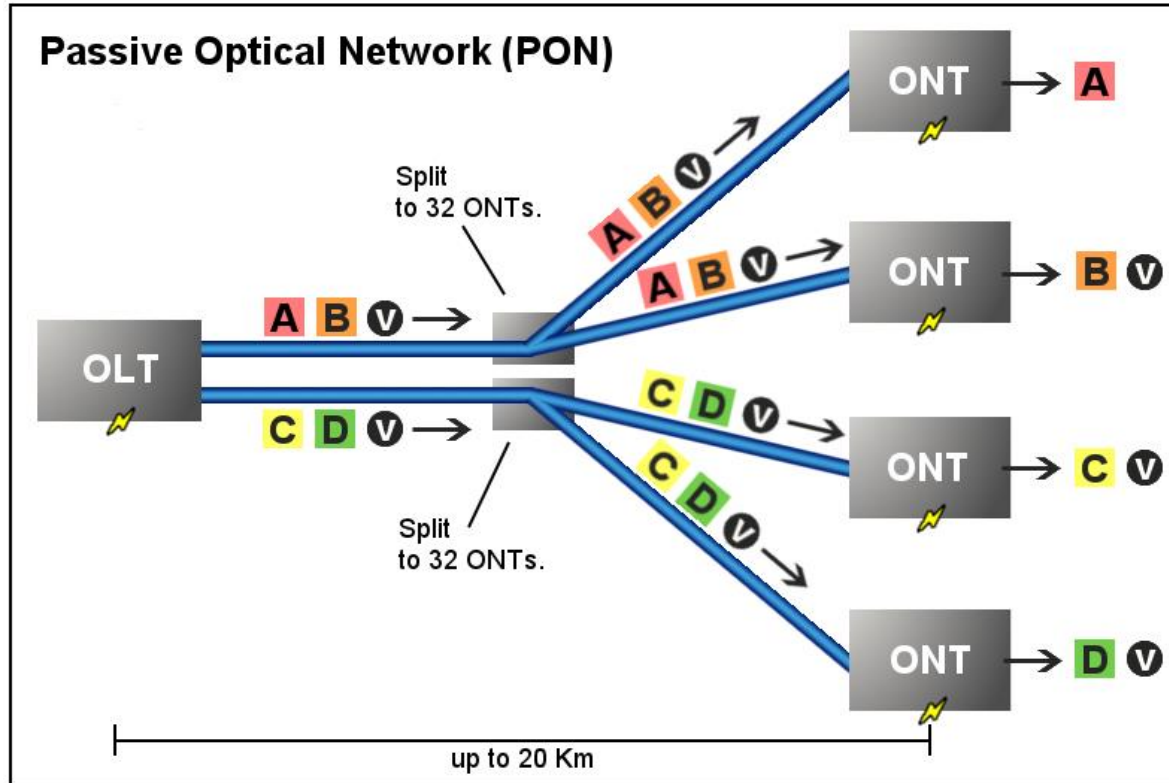 Passive Optical Network (PON)
ONT
A
Split
to 32 ONTs.
A B V
ONT
B V
A B V
A B V
OLT
C D V
C D V
ONT
C V
C D V
Split
to 32 ONTs.
ONT
D V
up to 20 Km